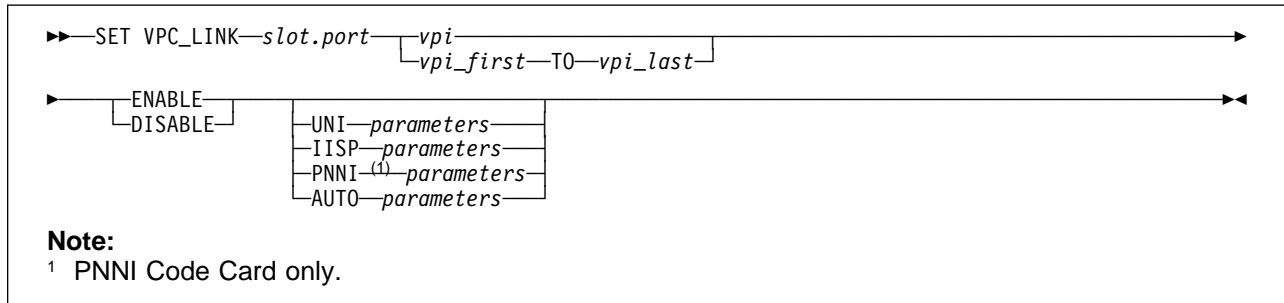 SET VPC_LINK slot.port vpi
vpi_first TO vpi_last
ENABLE
DISABLE UNI parameters
IISP parameters
PNNI (1) parameters
AUTO parameters
Note:
1 PNNI Code Card only.